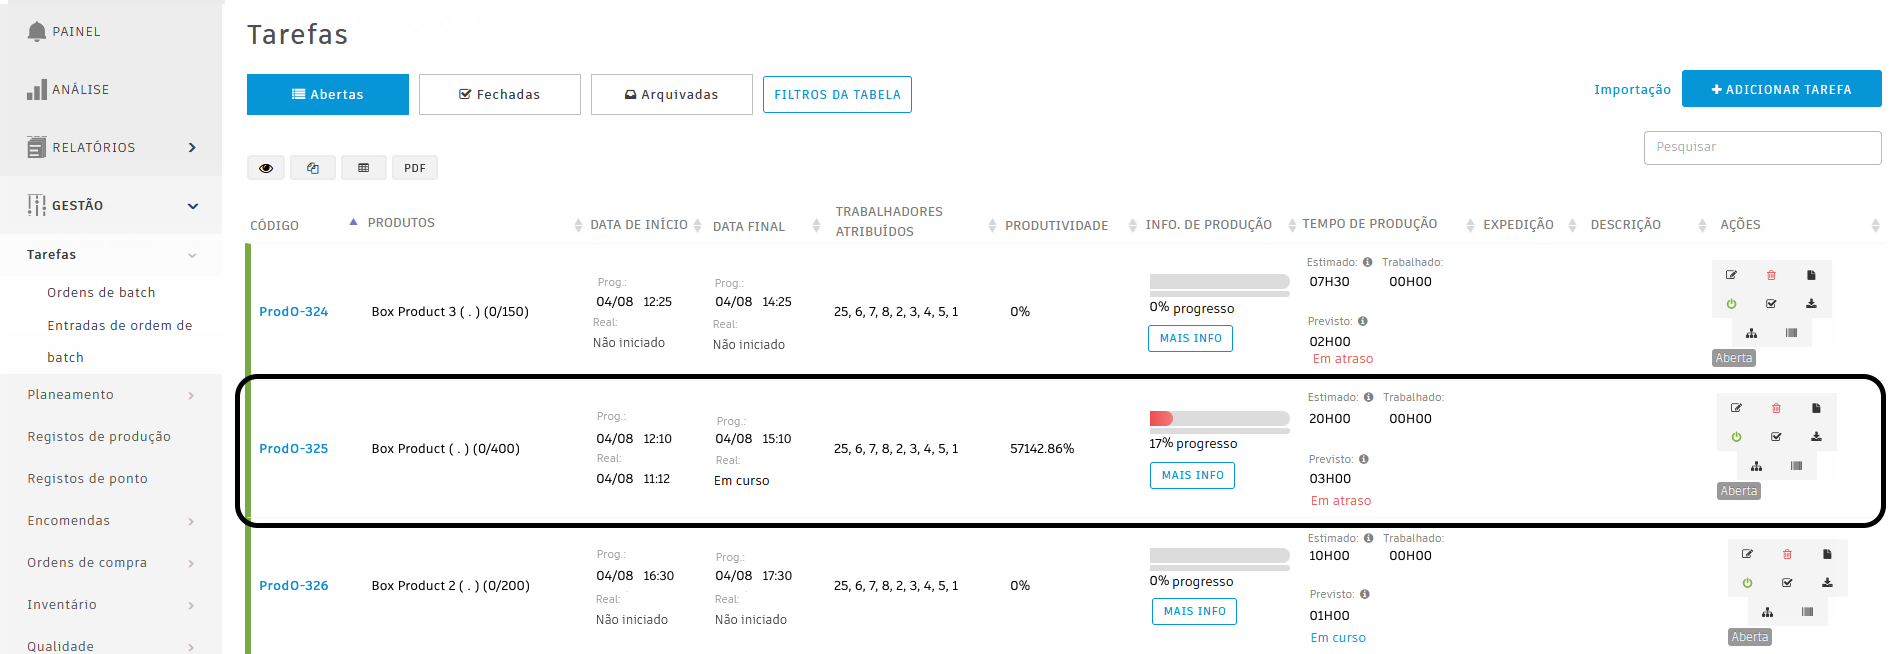 PAINEL
ANÁLISE
RELATÓRIOS
GESTÃO
Tarefas
Ordens de batch
Entradas de ordem de
batch
Planeamento
Registos de produção
Registos de ponto
Encomendas
Ordens de compra
Inventário
Qualidade
Tarefas
Abertas
Fechadas
Arquivadas
FILTROS DA TABELA
Importação
ADICIONAR TAREFA
Pesquisar
PDF
CÓDIGO
PRODUTOS
DATA DE INÍCIO
DATA FINAL
TRABALHADORES
ATRIBUÍDOS
PRODUTIVIDADE
INFO. DE PRODUÇÃO
TEMPO DE PRODUÇÃO
EXPEDIÇÃO
DESCRIÇÃO
AÇÕES
ProdO-324
Box Product 3 ( . ) (0/150)
Prog.:
04/08 12:25
Real:
Não iniciado
Prog.:
04/08 14:25
Real:
Não iniciado
25, 6, 7, 8, 2, 3, 4, 5, 1
0%
0% progresso
MAIS INFO
Estimado: Trabalhado:
07H30 00H00
Previsto:
02H00
Em atraso
Aberta
ProdO-325
Box Product ( . ) (0/400)
Prog.:
04/08 12:10
Real:
04/08 11:12
Prog.:
04/08 15:10
Real:
Em curso
25, 6, 7, 8, 2, 3, 4, 5, 1
57142.86%
17% progresso
MAIS INFO
Estimado: Trabalhado:
20H00 00H00
Previsto:
03H00
Em atraso
Aberta
ProdO-326
Box Product 2 ( . ) (0/200)
Prog.:
04/08 16:30
Real:
Não iniciado
Prog.:
04/08 17:30
Real:
Não iniciado
25, 6, 7, 8, 2, 3, 4, 5, 1
0%
0% progresso
MAIS INFO
Estimado: Trabalhado:
10H00 00H00
Previsto:
01H00
Em curso
Aberta